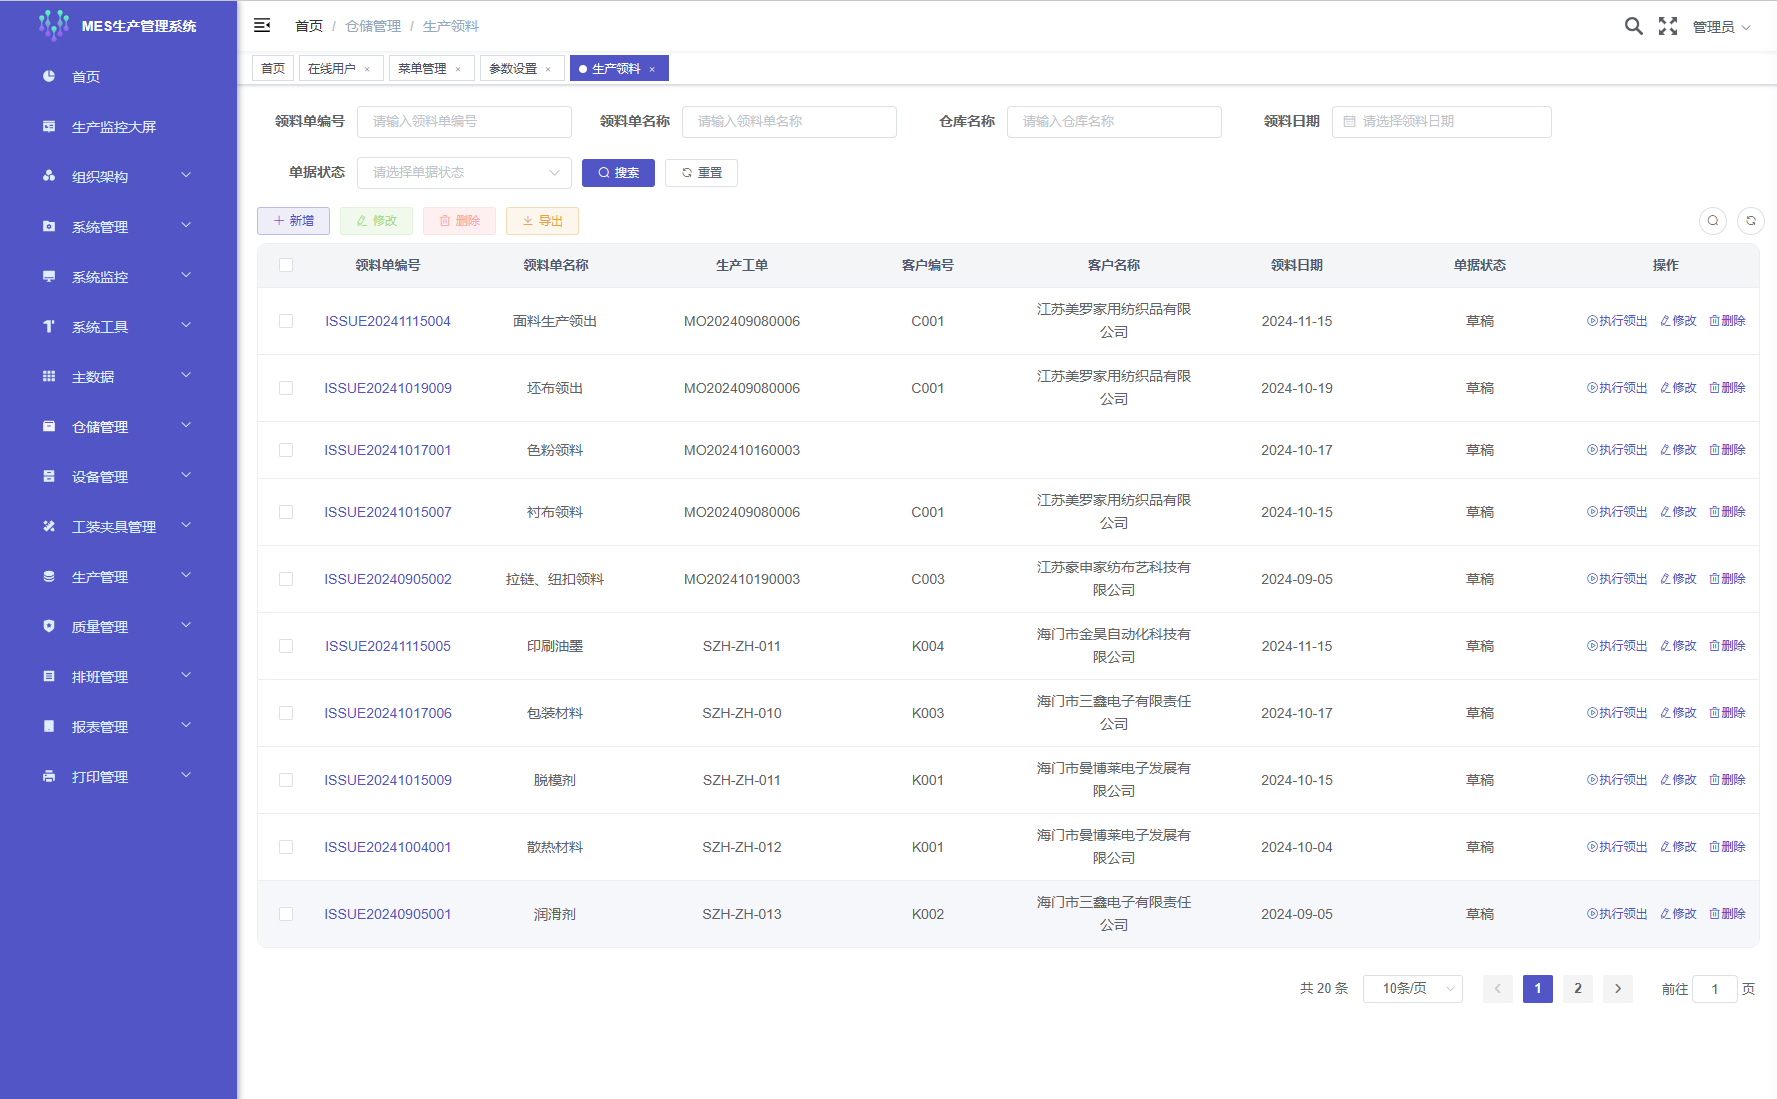 MES生产管理系统
首页
生产监控大屏
组织架构
系统管理
系统监控
系统工具
主数据
仓储管理
设备管理
工装夹具管理
生产管理
质量管理
排班管理
报表管理
打印管理
首页 / 仓储管理 / 生产领料
管理员
首页 在线用户 × 菜单管理 × 参数设置 × 生产领料 ×
领料单编号 请输入领料单编号 领料单名称 请输入领料单名称 仓库名称 请输入仓库名称 领料日期 请选择领料日期
单据状态 请选择单据状态 搜索 重置
新增 修改 删除 导出
领料单编号 领料单名称 生产工单 客户编号 客户名称 领料日期 单据状态 操作
ISSUE20241115004 面料生产领出 MO202409080006 C001 江苏美罗家用纺织品有限 2024-11-15 草稿 执行领出 修改 删除
公司
ISSUE20241019009 坯布领出 MO202409080006 C001 江苏美罗家用纺织品有限 2024-10-19 草稿 执行领出 修改 删除
公司
ISSUE20241017001 色粉领料 MO202410160003 2024-10-17 草稿 执行领出 修改 删除
ISSUE20241015007 衬布领料 MO202409080006 C001 江苏美罗家用纺织品有限 2024-10-15 草稿 执行领出 修改 删除
公司
ISSUE20240905002 拉链、纽扣领料 MO202410190003 C003 江苏豪申家纺布艺科技有 2024-09-05 草稿 执行领出 修改 删除
限公司
ISSUE20241115005 印刷油墨 SZH-ZH-011 K004 海门市金昊自动化科技有 2024-11-15 草稿 执行领出 修改 删除
限公司
ISSUE20241017006 包装材料 SZH-ZH-010 K003 海门市三鑫电子有限责任 2024-10-17 草稿 执行领出 修改 删除
公司
ISSUE20241015009 脱模剂 SZH-ZH-011 K001 海门市曼博莱电子发展有 2024-10-15 草稿 执行领出 修改 删除
限公司
ISSUE20241004001 散热材料 SZH-ZH-012 K001 海门市曼博莱电子发展有 2024-10-04 草稿 执行领出 修改 删除
限公司
ISSUE20240905001 润滑剂 SZH-ZH-013 K002 海门市三鑫电子有限责任 2024-09-05 草稿 执行领出 修改 删除
公司
共 20 条 10条/页 1 2 前往 1 页